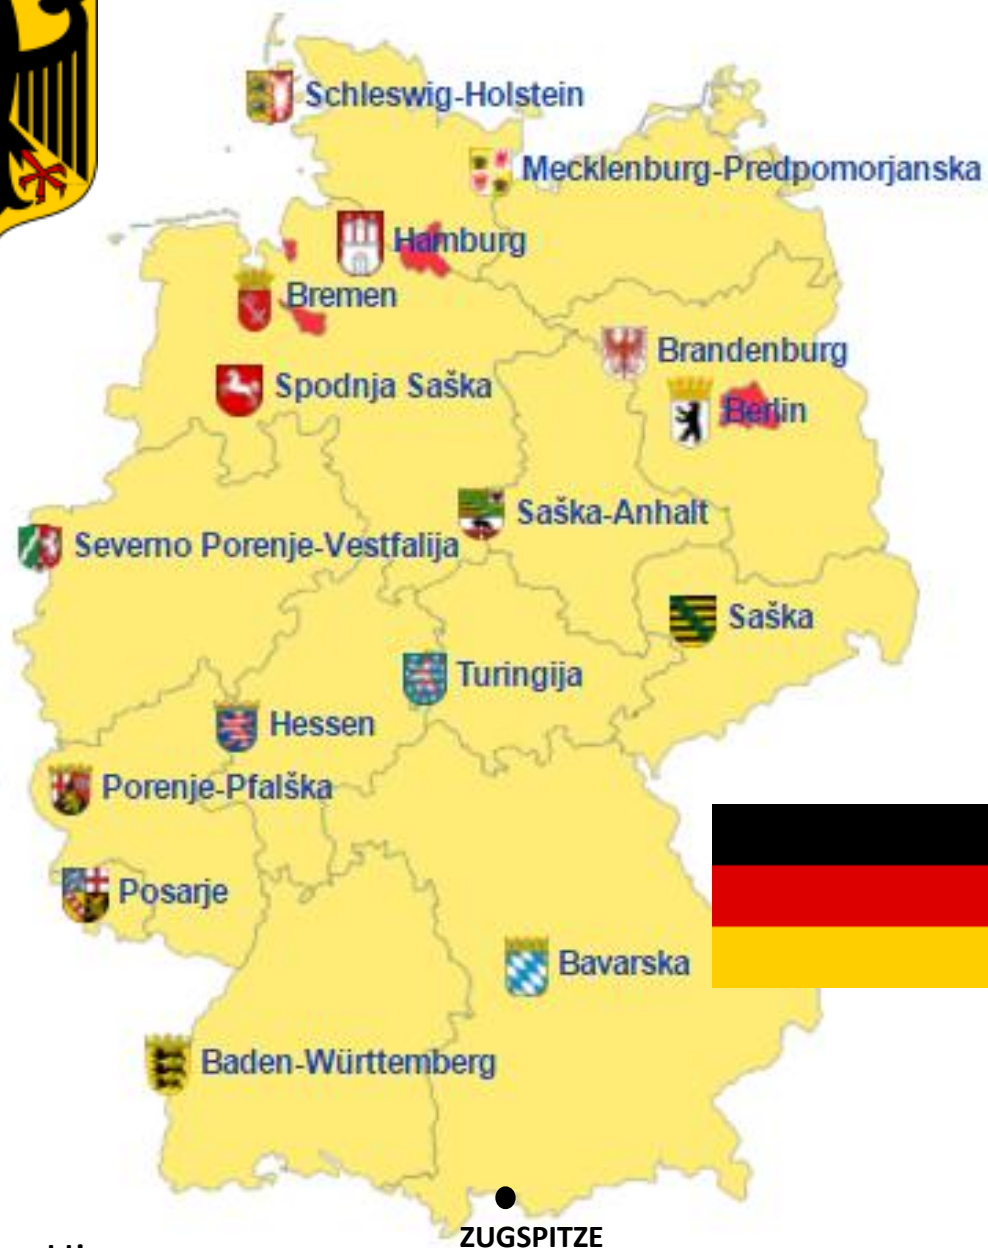 Schleswig-Holstein
Mecklenburg-Predpomorjanska
Hamburg
Bremen
Brandenburg
Spodnja Saška
Berlin
Saška-Anhalt
Severno Porenje-Vestfalija
Saška
Turingija
Hessen
Porenje-Pfalška
Posarje
Bavarska
Baden-Württemberg
ZUGSPITZE